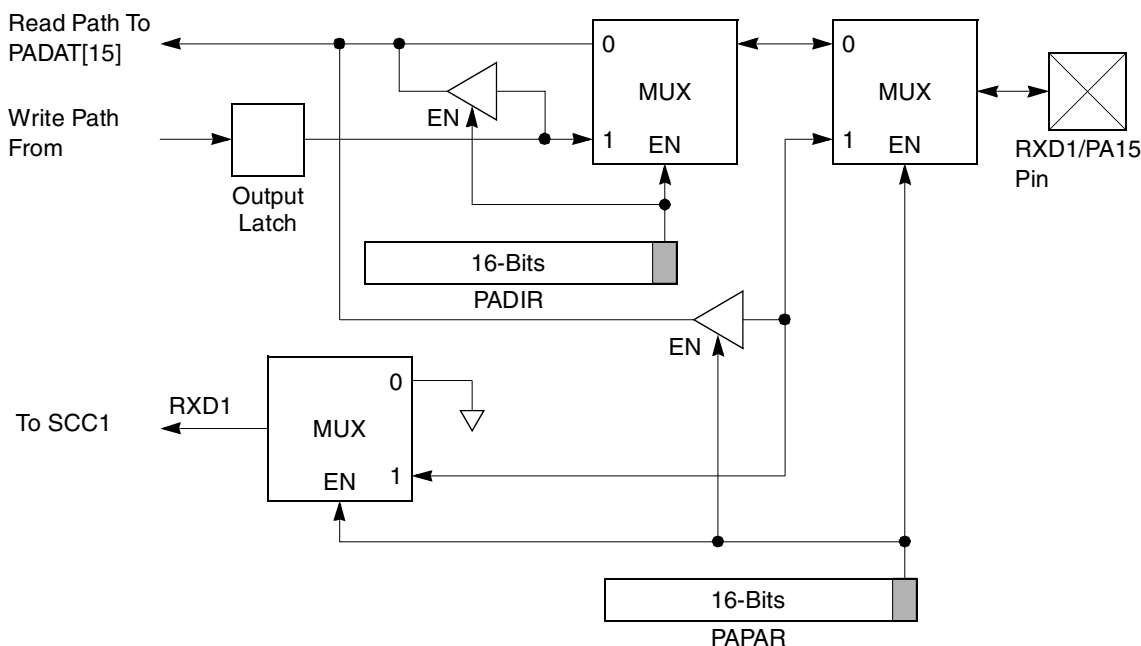 Read Path To
PADAT[15]
0
MUX
1
EN
0
MUX
1
EN
RXD1/PA15
Pin
EN
Write Path
From
Output
Latch
16-Bits
PADIR
EN
To SCC1
RXD1
0
MUX
EN
1
16-Bits
PAPAR